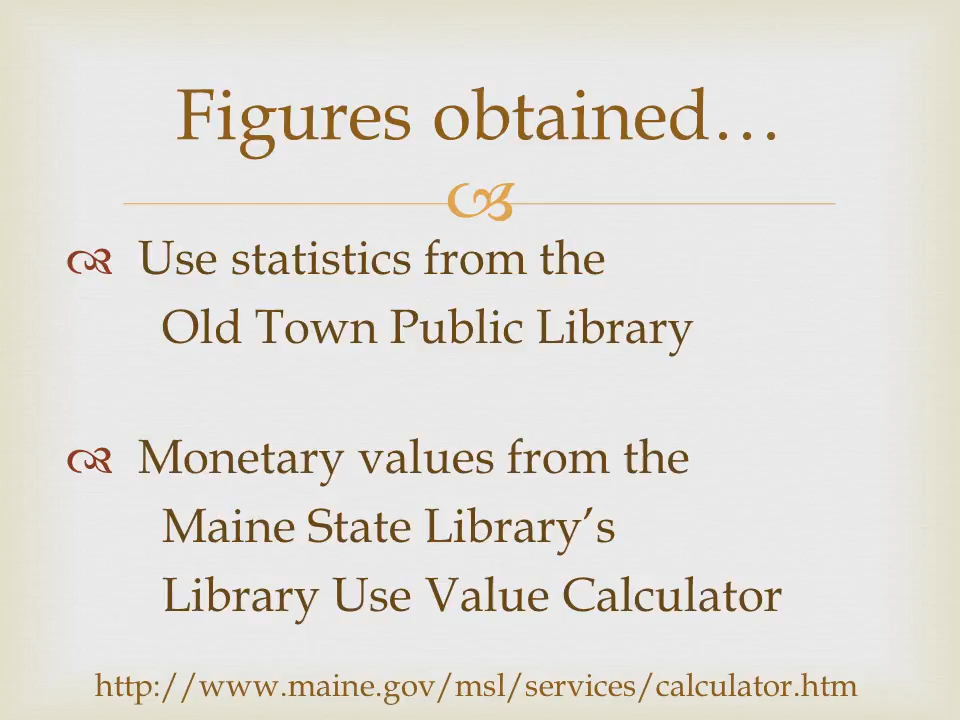 Figures obtained…
Use statistics from the
Old Town Public Library
Monetary values from the
Maine State Library’s
Library Use Value Calculator
http://www.maine.gov/msl/services/calculator.htm